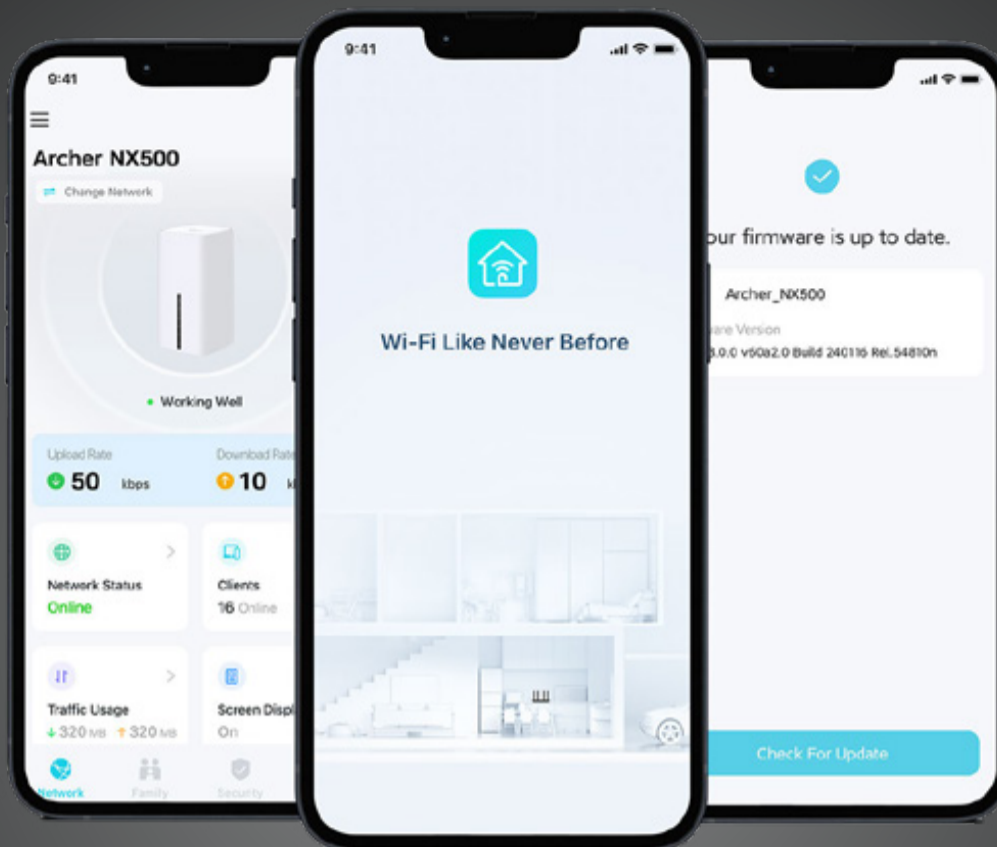 9:41
Archer NX500
Change Network
Working Well
Upload Rate
Download Rate
50 kbps
10
Network Status
Online
Clients
16 Online
Traffic Usage
↓320 MB ↑320 MB
Screen Displ
On
Network
Family
Security
9:41
Wi-Fi Like Never Before
our firmware is up to date.
Archer_NX500
are Version
.0.0 v60a2.0 Build 240116 Rel.54810n
Check For Update